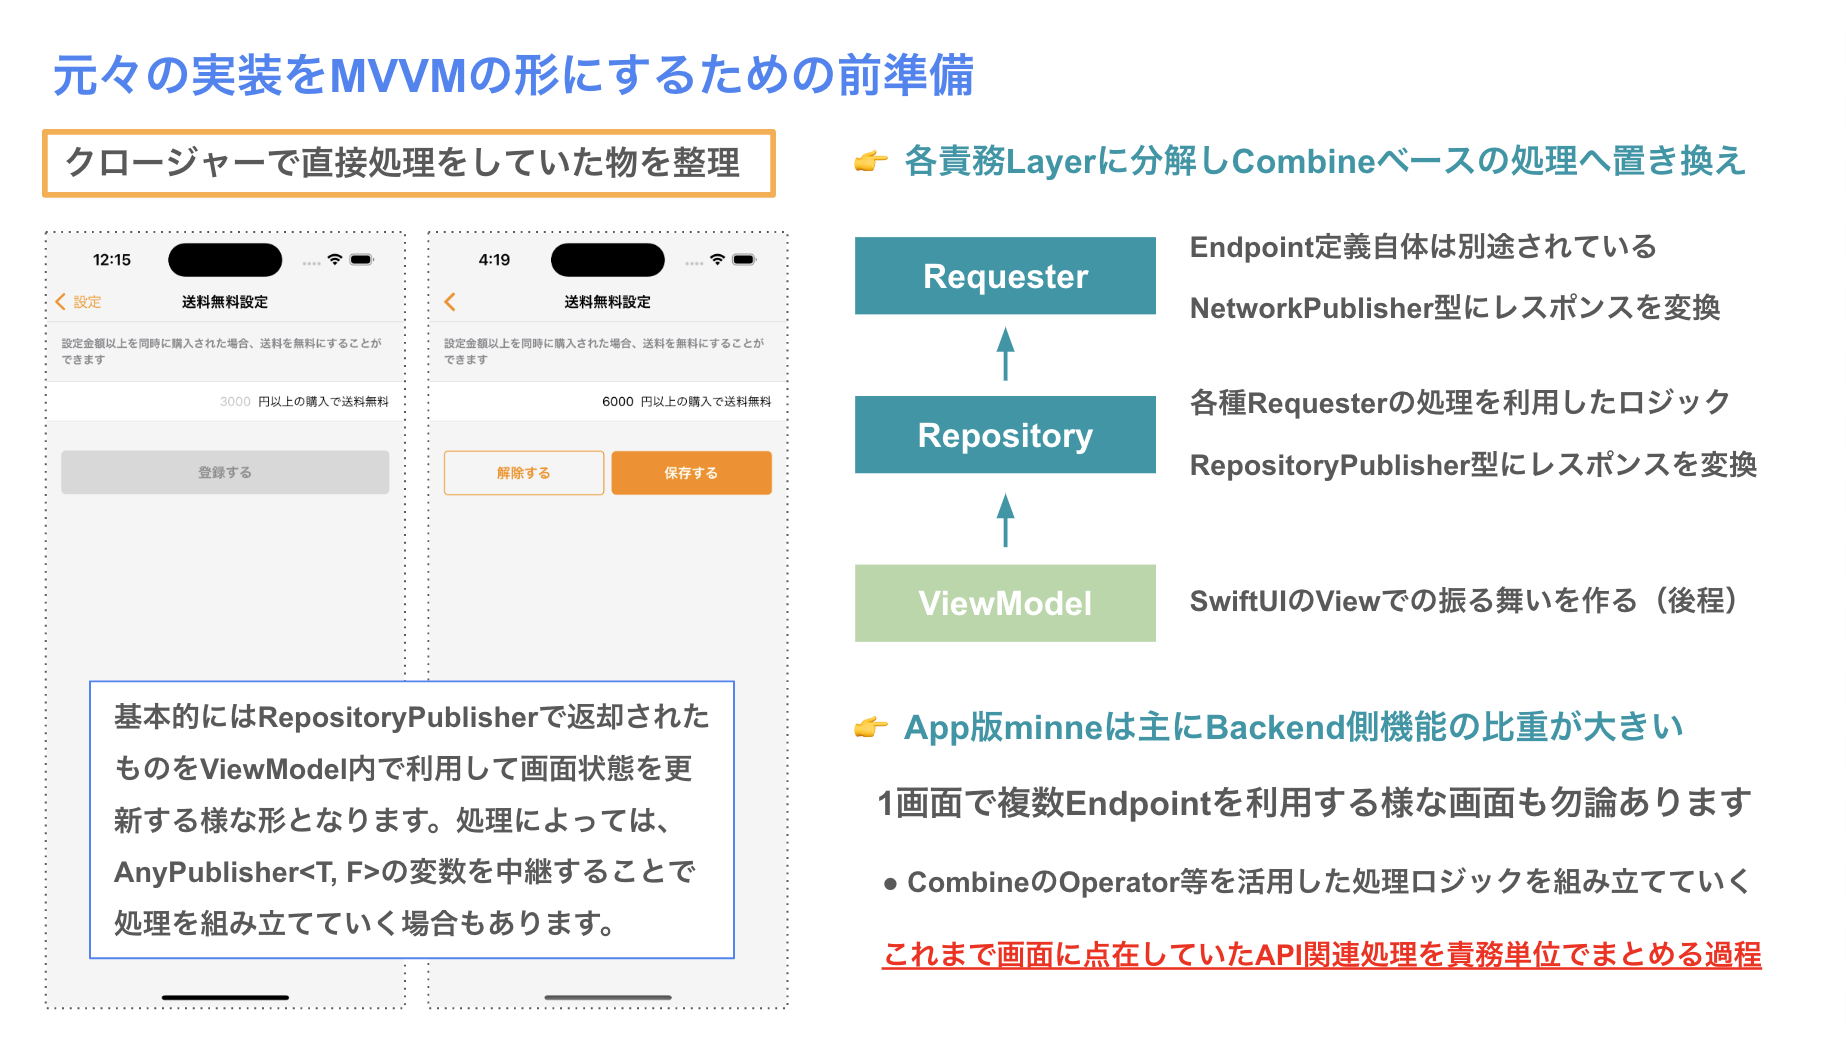 元々の実装をMVVMの形にするための前準備
クロージャーで直接処理をしていた物を整理
12:15
設定
送料無料設定
設定金額以上を同時に購入された場合、送料を無料にすることが
できます
3000 円以上の購入で送料無料
登録する
4:19
送料無料設定
設定金額以上を同時に購入された場合、送料を無料にすることが
できます
6000 円以上の購入で送料無料
解除する
保存する
基本的にはRepositoryPublisherで返却された
ものをViewModel内で利用して画面状態を更
新する様な形となります。処理によっては、
AnyPublisher<T, F>の変数を中継することで
処理を組み立てていく場合もあります。
👉 各責務Layerに分解しCombineベースの処理へ置き換え
Requester
Endpoint定義自体は別途されている
NetworkPublisher型にレスポンスを変換
Repository
各種Requesterの処理を利用したロジック
RepositoryPublisher型にレスポンスを変換
ViewModel
SwiftUIのViewでの振る舞いを作る（後程）
👉 App版minneは主にBackend側機能の比重が大きい
1画面で複数Endpointを利用する様な画面も勿論あります
● CombineのOperator等を活用した処理ロジックを組み立てていく
これまで画面に点在していたAPI関連処理を責務単位でまとめる過程